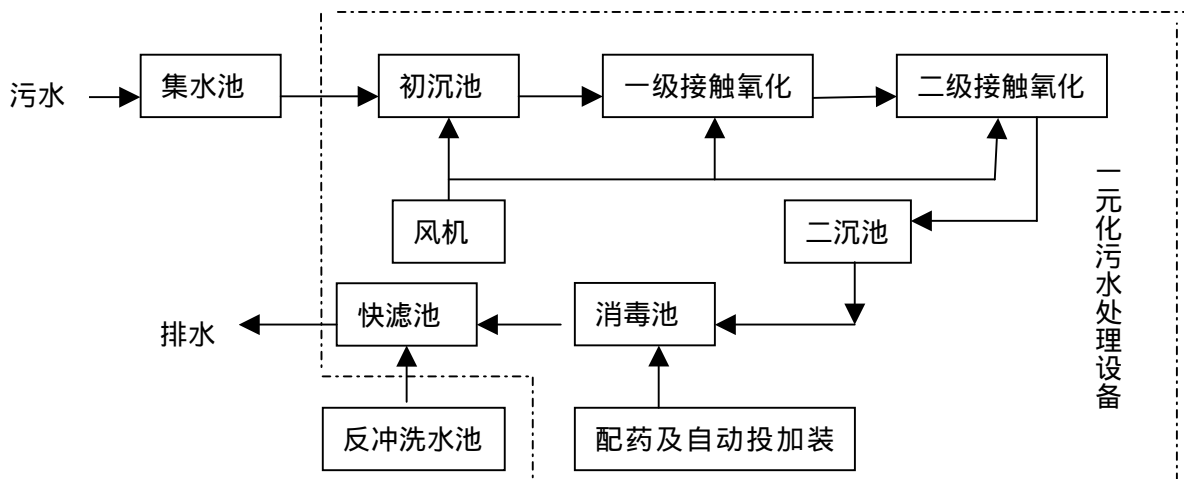 污水
集水池
初沉池
一级接触氧化
二级接触氧化
风机
二沉池
一元化污水处理设备
排水
快滤池
消毒池
反冲洗水池
配药及自动投加装